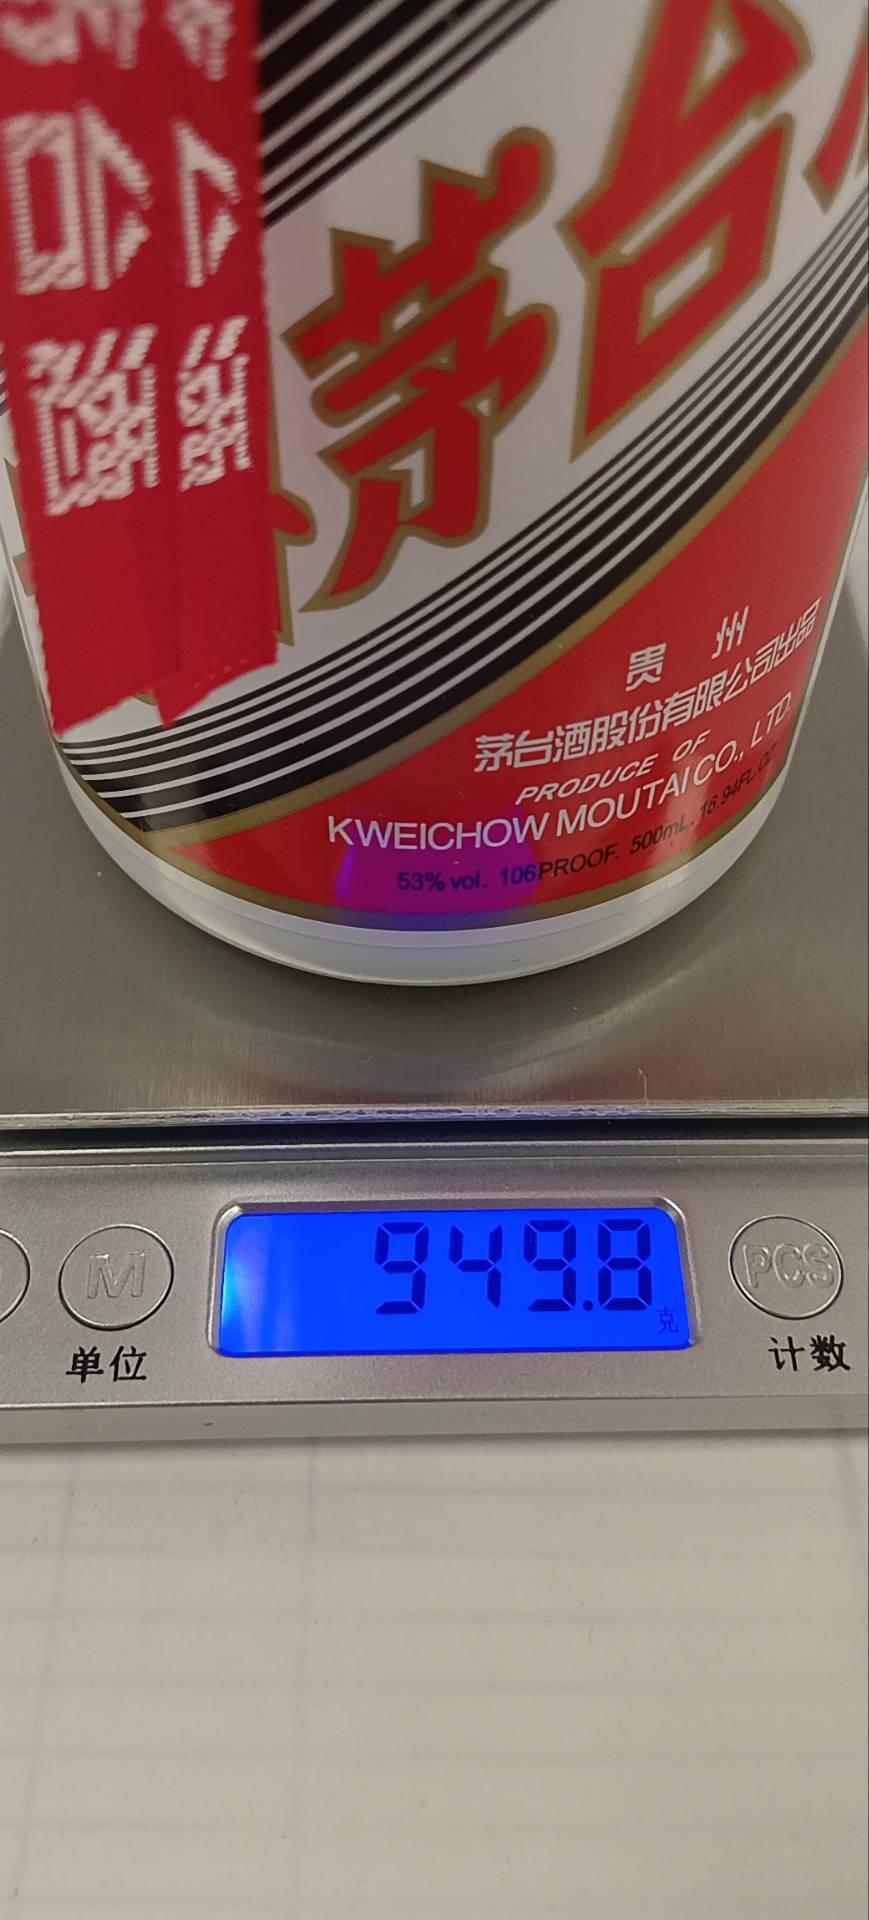 茅台
贵 州
茅台酒股份有限公司出品
PRODUCE OF
KWEICHOW MOUTAI CO., LTD.
53% vol. 106PROOF. 500mL. 16.94FL.OZ
949.8
克
M
PCS
单位
计数